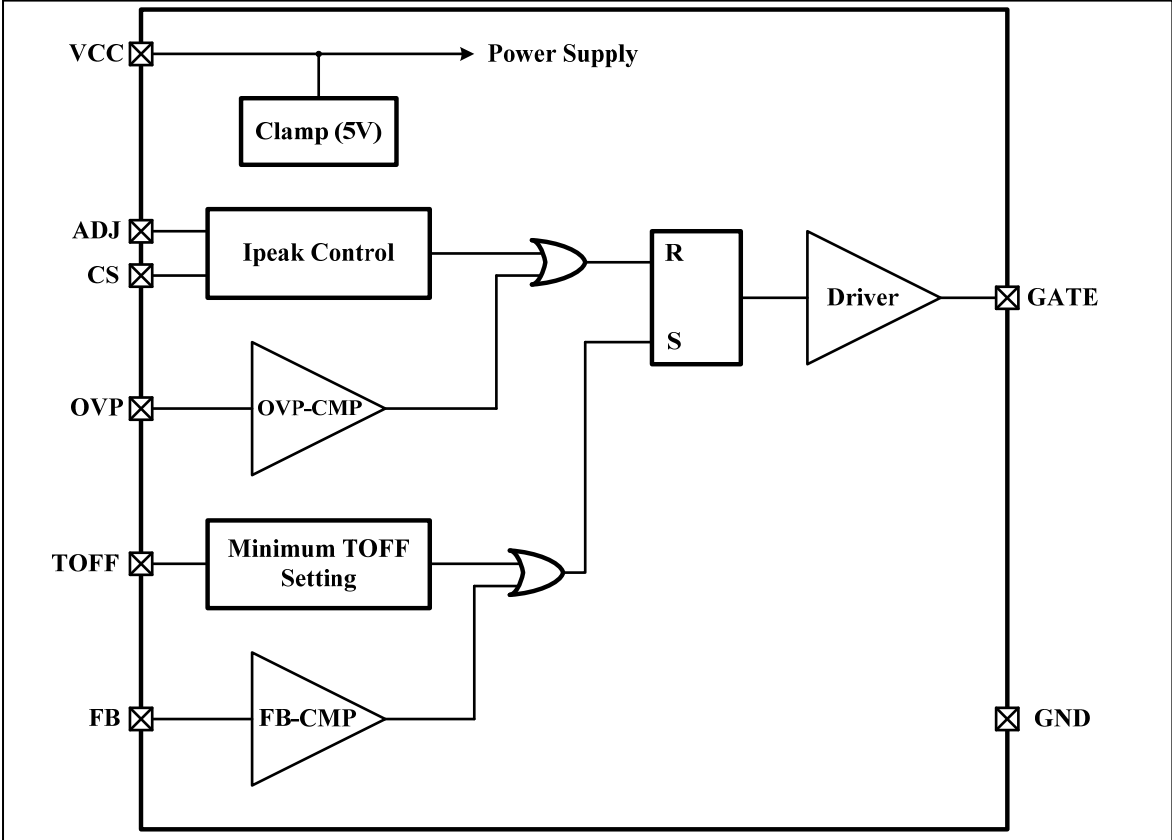 VCC
Power Supply
Clamp (5V)
ADJ
Ipeak Control
CS
R
Driver
GATE
S
OVP
OVP-CMP
TOFF
Minimum TOFF
Setting
FB
FB-CMP
GND